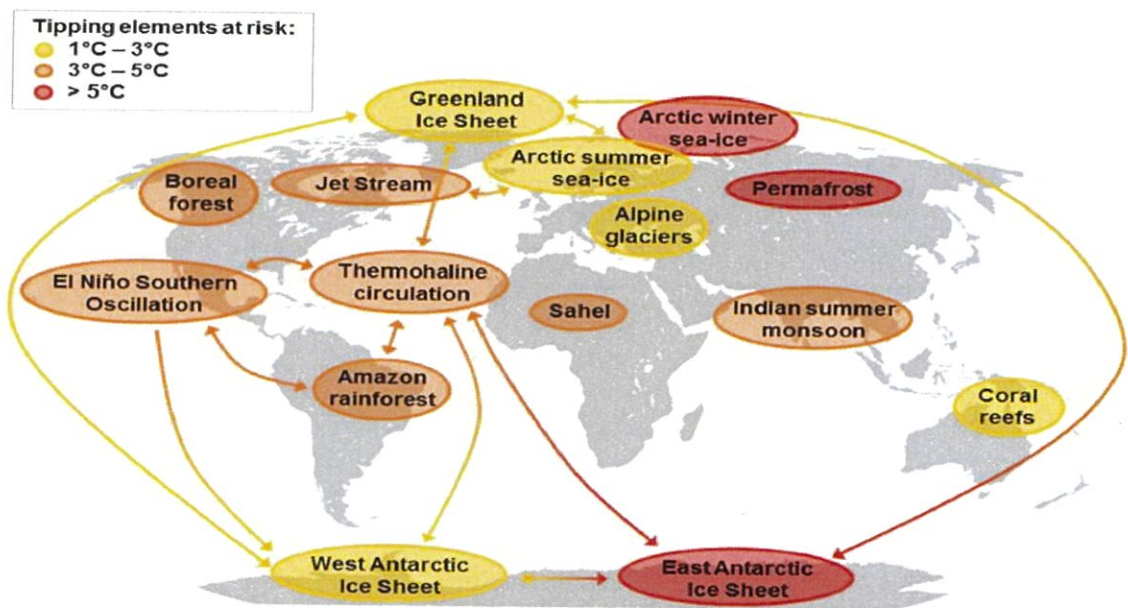 Tipping elements at risk:
1°C – 3°C
3°C – 5°C
> 5°C
Greenland
Ice Sheet
Arctic winter
sea-ice
Arctic summer
sea-ice
Boreal
forest
Jet Stream
Permafrost
Alpine
glaciers
El Niño Southern
Oscillation
Thermohaline
circulation
Sahel
Indian summer
monsoon
Amazon
rainforest
Coral
reefs
West Antarctic
Ice Sheet
East Antarctic
Ice Sheet